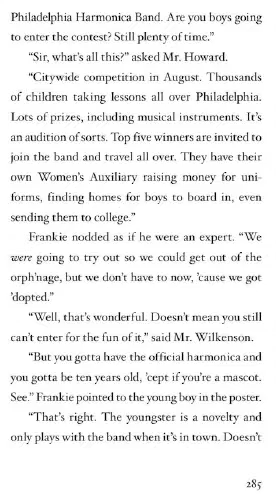 Philadelphia Harmonica Band. Are you boys going
to enter the contest? Still plenty of time.”
“Sir, what’s all this?” asked Mr. Howard.
“Citywide competition in August. Thousands
of children taking lessons all over Philadelphia.
Lots of prizes, including musical instruments. It’s
an audition of sorts. Top five winners are invited to
join the band and travel all over. They have their
own Women’s Auxiliary raising money for uni-
forms, finding homes for boys to board in, even
sending them to college.”
Frankie nodded as if he were an expert. “We
were going to try out so we could get out of the
orph’nage, but we don’t have to now, ’cause we got
’dopted.”
“Well, that’s wonderful. Doesn’t mean you still
can’t enter for the fun of it,” said Mr. Wilkenson.
“But you gotta have the official harmonica and
you gotta be ten years old, ’cept if you’re a mascot.
See.” Frankie pointed to the young boy in the poster.
“That’s right. The youngster is a novelty and
only plays with the band when it’s in town. Doesn’t
285